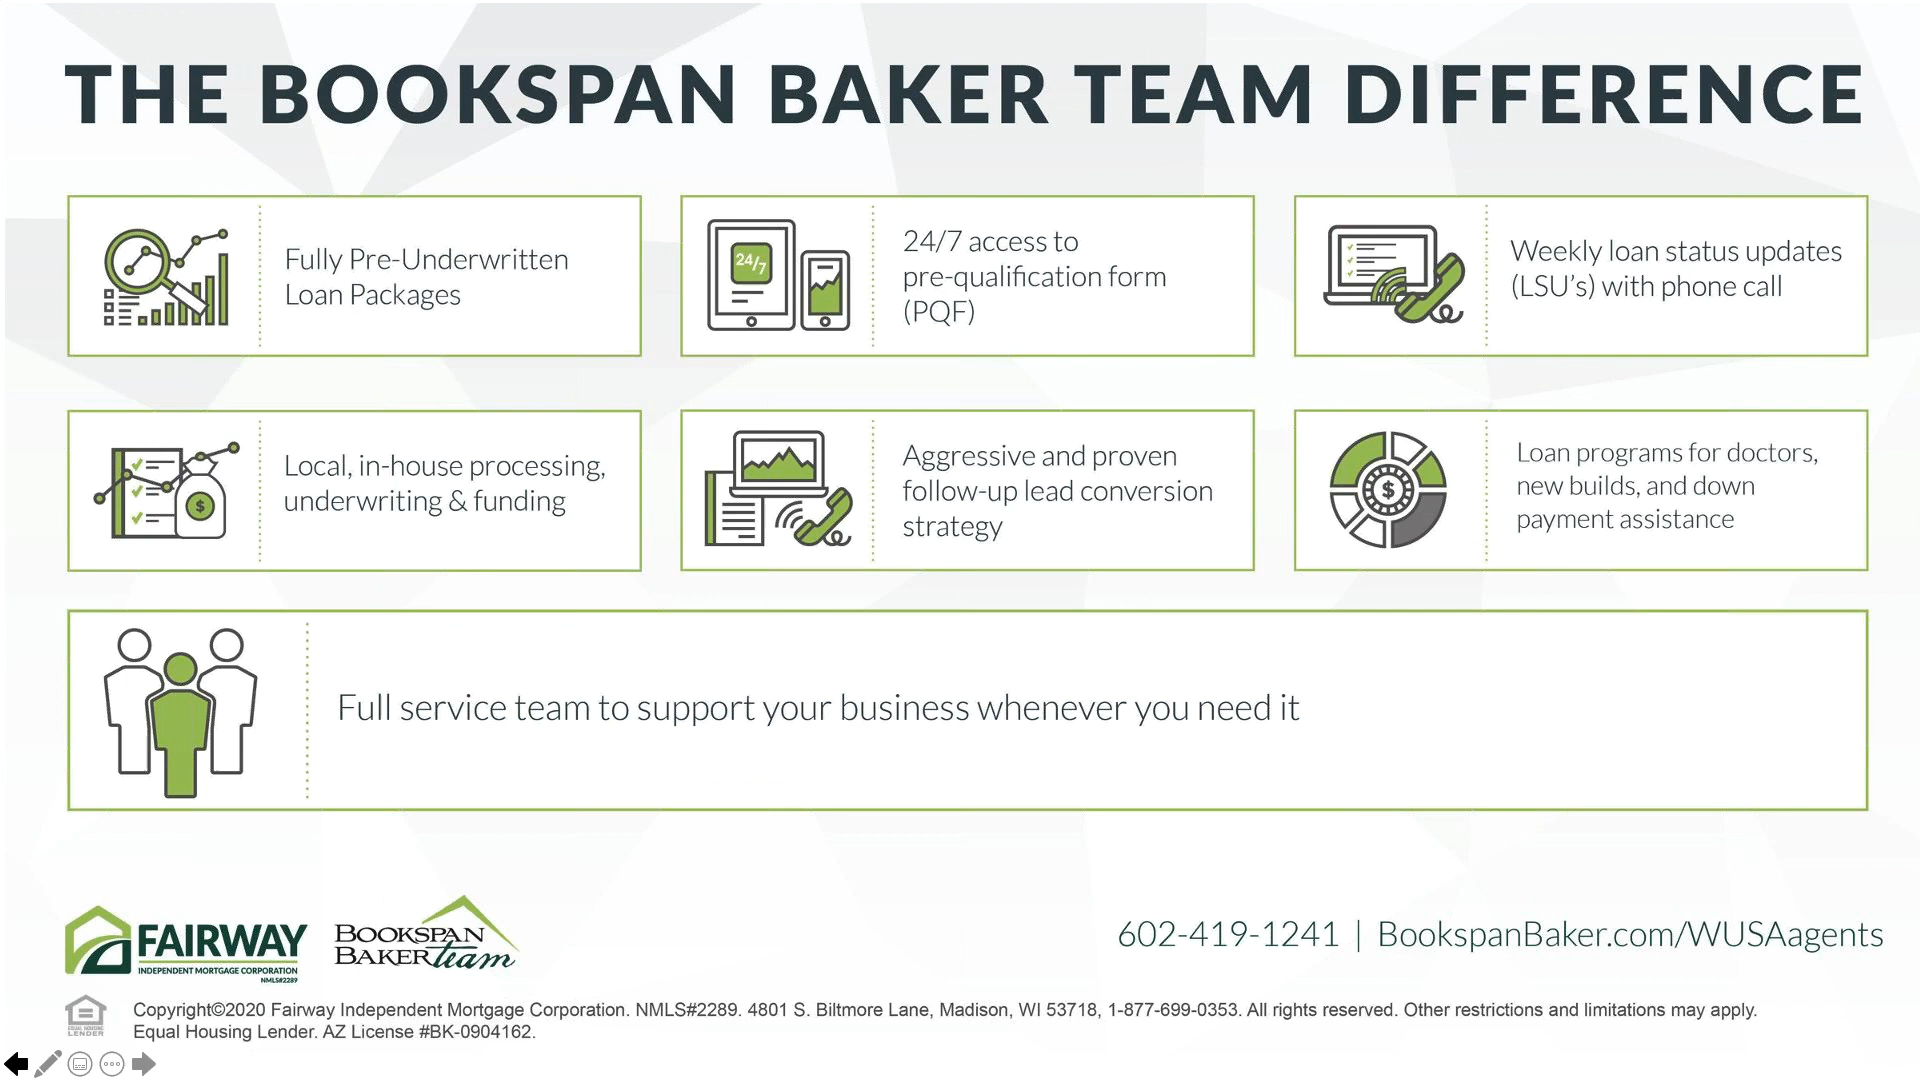 THE BOOKSPAN BAKER TEAM DIFFERENCE
Fully Pre-Underwritten
Loan Packages
24/7
24/7 access to
pre-qualification form
(PQF)
Weekly loan status updates
(LSU's) with phone call
$
Local, in-house processing,
underwriting & funding
Aggressive and proven
follow-up lead conversion
strategy
$
Loan programs for doctors,
new builds, and down
payment assistance
Full service team to support your business whenever you need it
FAIRWAY
INDEPENDENT MORTGAGE CORPORATION
NMLS#2289
BOOKSPAN
BAKER team
602-419-1241 | BookspanBaker.com/WUSAagents
EQUAL HOUSING
LENDER
Copyright©2020 Fairway Independent Mortgage Corporation. NMLS#2289. 4801 S. Biltmore Lane, Madison, WI 53718, 1-877-699-0353. All rights reserved. Other restrictions and limitations may apply.
Equal Housing Lender. AZ License #BK-0904162.